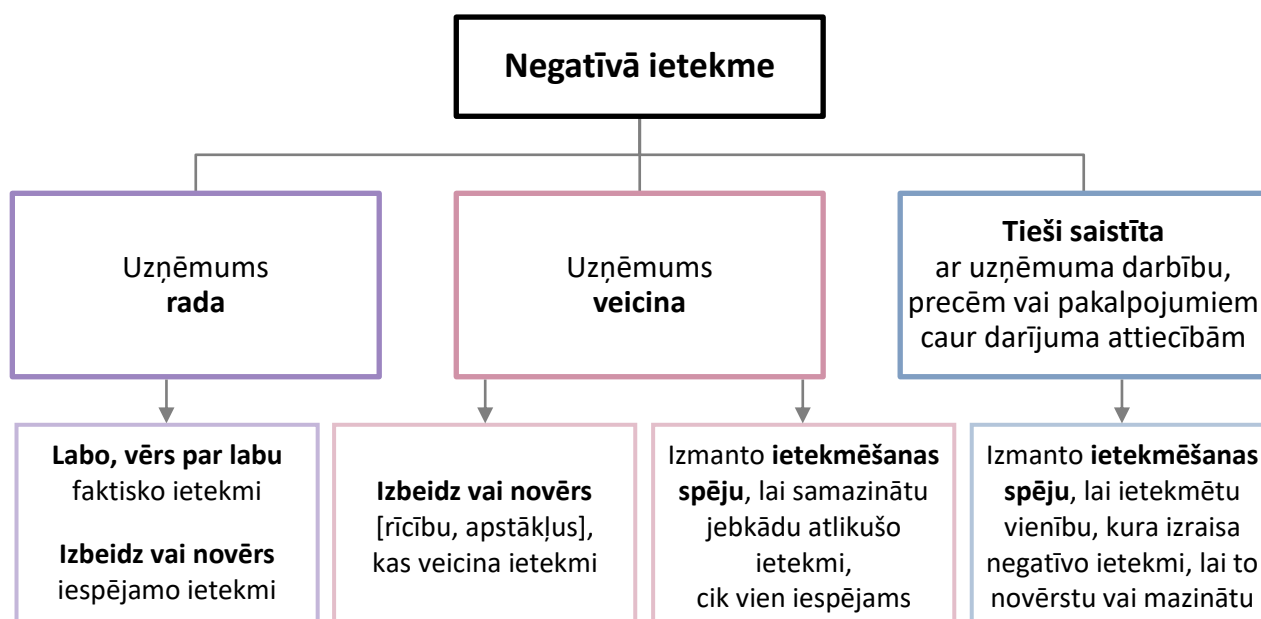 Negatīvā ietekme
Uzņēmums
rada
Uzņēmums
veicina
Tieši saistīta
ar uzņēmuma darbību,
precēm vai pakalpojumiem
caur darījuma attiecībām
Labo, vērs par labu
faktisko ietekmi
Izbeidz vai novērs
iespējamo ietekmi
Izbeidz vai novērs
[rīcību, apstākļus],
kas veicina ietekmi
Izmanto ietekmēšanas
spēju, lai samazinātu
jebkādu atlikušo
ietekmi,
cik vien iespējams
Izmanto ietekmēšanas
spēju, lai ietekmētu
vienību, kura izraisa
negatīvo ietekmi, lai to
novērstu vai mazinātu